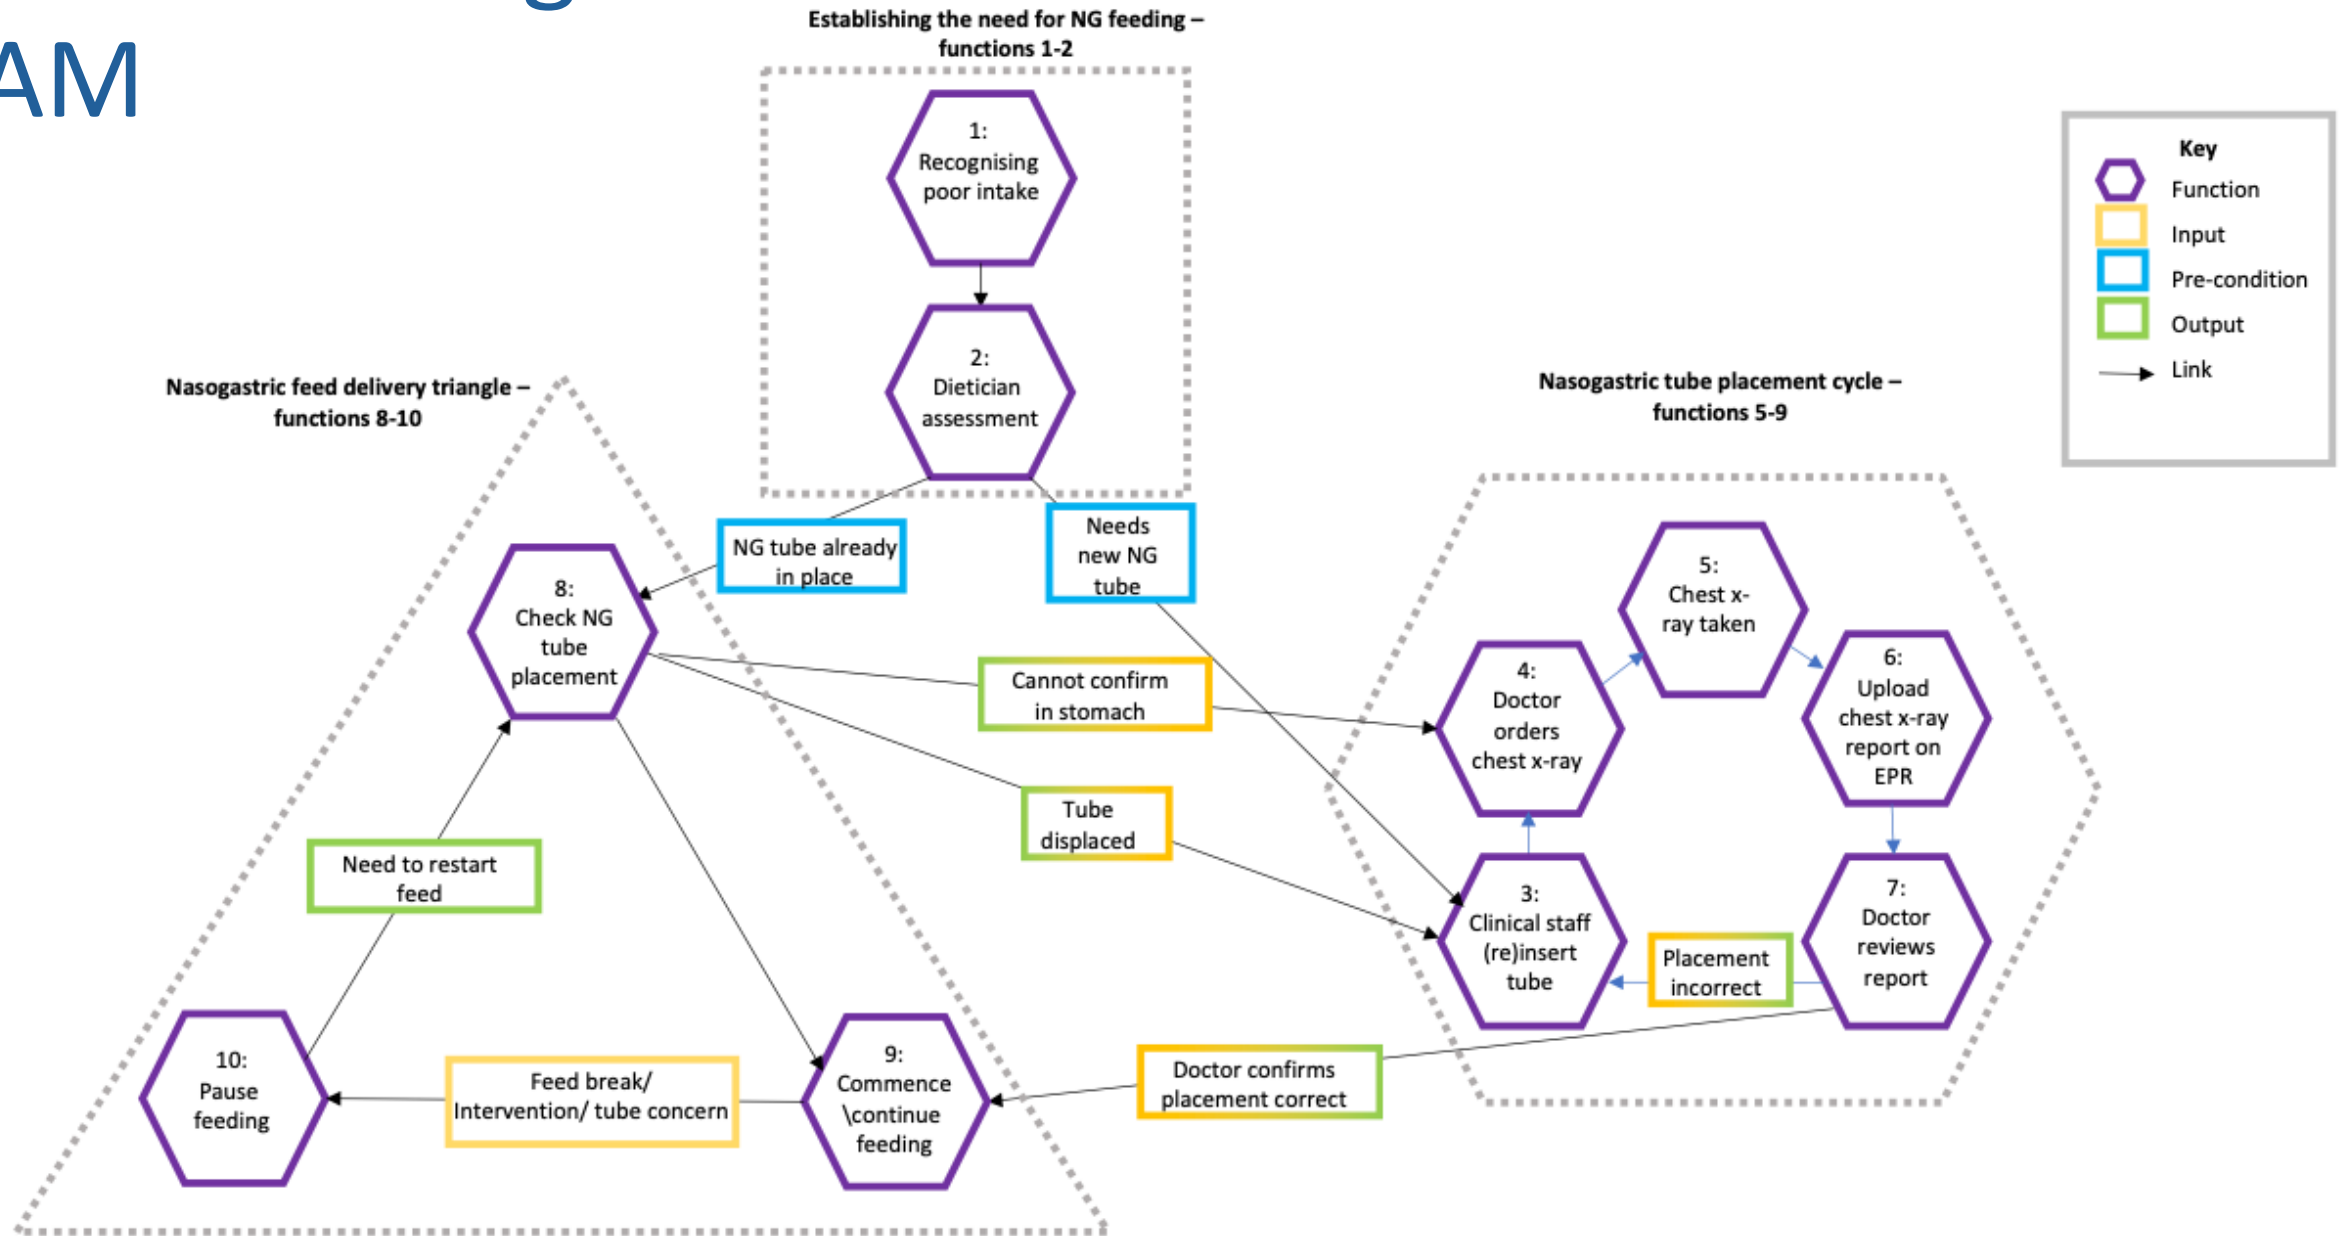 AM
Establishing the need for NG feeding –
functions 1-2
1:
Recognising
poor intake
2:
Dietician
assessment
Key
Function
Input
Pre-condition
Output
Link
Nasogastric feed delivery triangle –
functions 8-10
Nasogastric tube placement cycle –
functions 5-9
NG tube already
in place
Needs
new NG
tube
8:
Check NG
tube
placement
Cannot confirm
in stomach
Tube
displaced
Need to restart
feed
10:
Pause
feeding
Feed break/
Intervention/ tube concern
9:
Commence
\continue
feeding
Doctor confirms
placement correct
5:
Chest x-
ray taken
4:
Doctor
orders
chest x-ray
6:
Upload
chest x-ray
report on
EPR
3:
Clinical staff
(re)insert
tube
Placement
incorrect
7:
Doctor
reviews
report